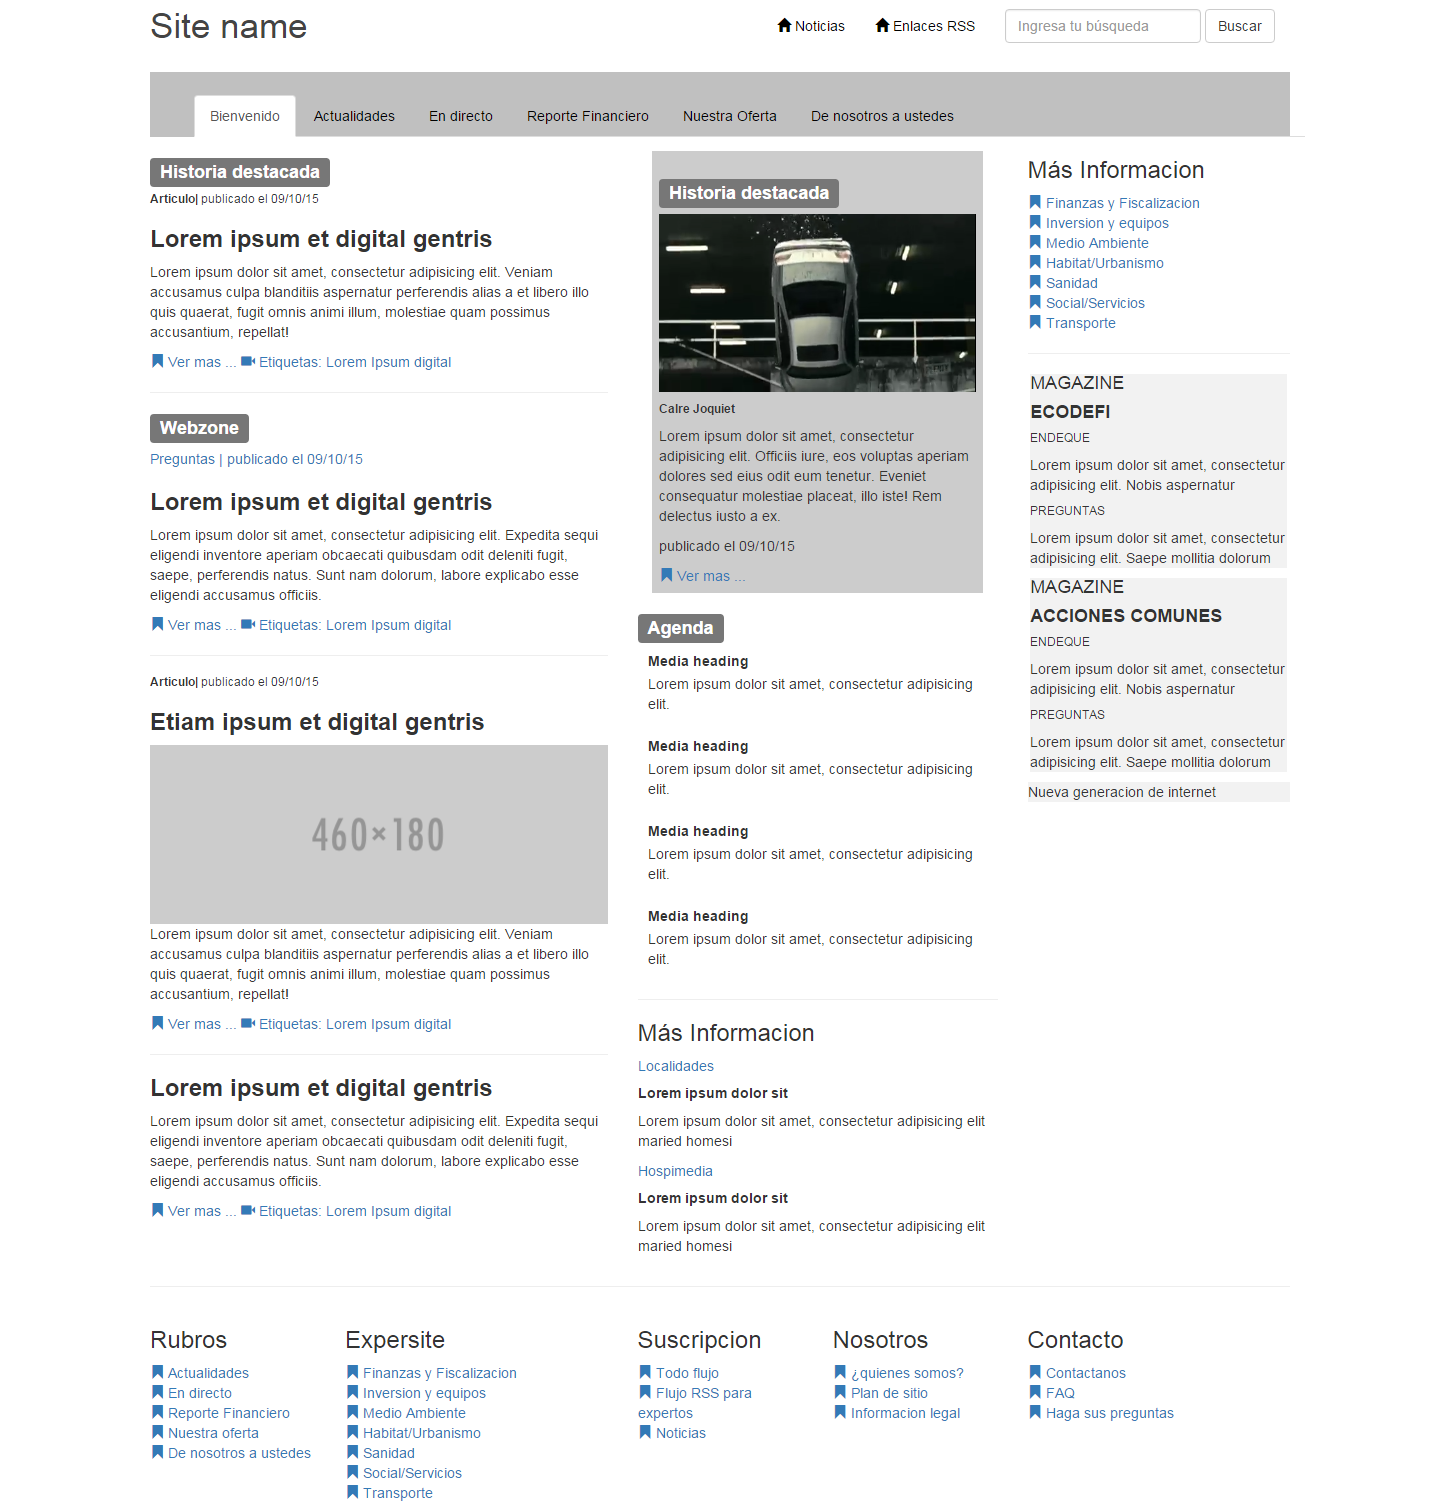 Site name
Noticias
Enlaces RSS
Ingresa tu búsqueda
Buscar
Bienvenido
Actualidades
En directo
Reporte Financiero
Nuestra Oferta
De nosotros a ustedes
Historia destacada
Articulo| publicado el 09/10/15
Lorem ipsum et digital gentris
Lorem ipsum dolor sit amet, consectetur adipisicing elit. Veniam
accusamus culpa blanditiis aspernatur perferendis alias a et libero illo
quis quaerat, fugit omnis animi illum, molestiae quam possimus
accusantium, repellat!
Ver mas ... Etiquetas: Lorem Ipsum digital
Webzone
Preguntas | publicado el 09/10/15
Lorem ipsum et digital gentris
Lorem ipsum dolor sit amet, consectetur adipisicing elit. Expedita sequi
eligendi inventore aperiam obcaecati quibusdam odit deleniti fugit,
saepe, perferendis natus. Sunt nam dolorum, labore explicabo esse
eligendi accusamus officiis.
Ver mas ... Etiquetas: Lorem Ipsum digital
Articulo| publicado el 09/10/15
Etiam ipsum et digital gentris
460×180
Lorem ipsum dolor sit amet, consectetur adipisicing elit. Veniam
accusamus culpa blanditiis aspernatur perferendis alias a et libero illo
quis quaerat, fugit omnis animi illum, molestiae quam possimus
accusantium, repellat!
Ver mas ... Etiquetas: Lorem Ipsum digital
Lorem ipsum et digital gentris
Lorem ipsum dolor sit amet, consectetur adipisicing elit. Expedita sequi
eligendi inventore aperiam obcaecati quibusdam odit deleniti fugit,
saepe, perferendis natus. Sunt nam dolorum, labore explicabo esse
eligendi accusamus officiis.
Ver mas ... Etiquetas: Lorem Ipsum digital
Historia destacada
Calre Joquiet
Lorem ipsum dolor sit amet, consectetur
adipisicing elit. Officiis iure, eos voluptas aperiam
dolores sed eius odit eum tenetur. Eveniet
consequatur molestiae placeat, illo iste! Rem
delectus iusto a ex.
publicado el 09/10/15
Ver mas ...
Agenda
Media heading
Lorem ipsum dolor sit amet, consectetur adipisicing
elit.
Media heading
Lorem ipsum dolor sit amet, consectetur adipisicing
elit.
Media heading
Lorem ipsum dolor sit amet, consectetur adipisicing
elit.
Media heading
Lorem ipsum dolor sit amet, consectetur adipisicing
elit.
Más Informacion
Localidades
Lorem ipsum dolor sit
Lorem ipsum dolor sit amet, consectetur adipisicing elit
maried homesi
Hospimedia
Lorem ipsum dolor sit
Lorem ipsum dolor sit amet, consectetur adipisicing elit
maried homesi
Más Informacion
Finanzas y Fiscalizacion
Inversion y equipos
Medio Ambiente
Habitat/Urbanismo
Sanidad
Social/Servicios
Transporte
MAGAZINE
ECODEFI
ENDEQUE
Lorem ipsum dolor sit amet, consectetur
adipisicing elit. Nobis aspernatur
PREGUNTAS
Lorem ipsum dolor sit amet, consectetur
adipisicing elit. Saepe mollitia dolorum
MAGAZINE
ACCIONES COMUNES
ENDEQUE
Lorem ipsum dolor sit amet, consectetur
adipisicing elit. Nobis aspernatur
PREGUNTAS
Lorem ipsum dolor sit amet, consectetur
adipisicing elit. Saepe mollitia dolorum
Nueva generacion de internet
Rubros
Actualidades
En directo
Reporte Financiero
Nuestra oferta
De nosotros a ustedes
Expersite
Finanzas y Fiscalizacion
Inversion y equipos
Medio Ambiente
Habitat/Urbanismo
Sanidad
Social/Servicios
Transporte
Suscripcion
Todo flujo
Flujo RSS para
expertos
Noticias
Nosotros
¿quienes somos?
Plan de sitio
Informacion legal
Contacto
Contactanos
FAQ
Haga sus preguntas